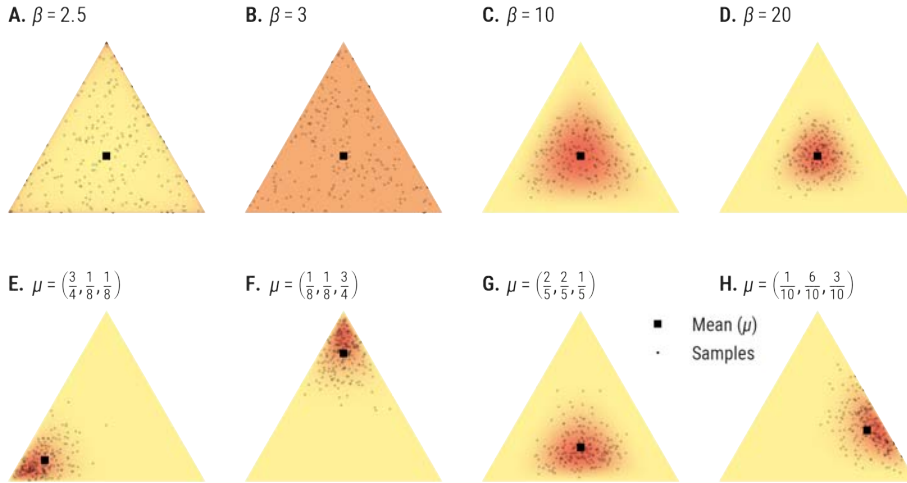 A. β = 2.5
B. β = 3
C. β = 10
D. β = 20
E. μ = (3/4, 1/8, 1/8)
F. μ = (1/8, 1/8, 3/4)
G. μ = (2/5, 2/5, 1/5)
H. μ = (1/10, 6/10, 3/10)
Mean (μ)
Samples